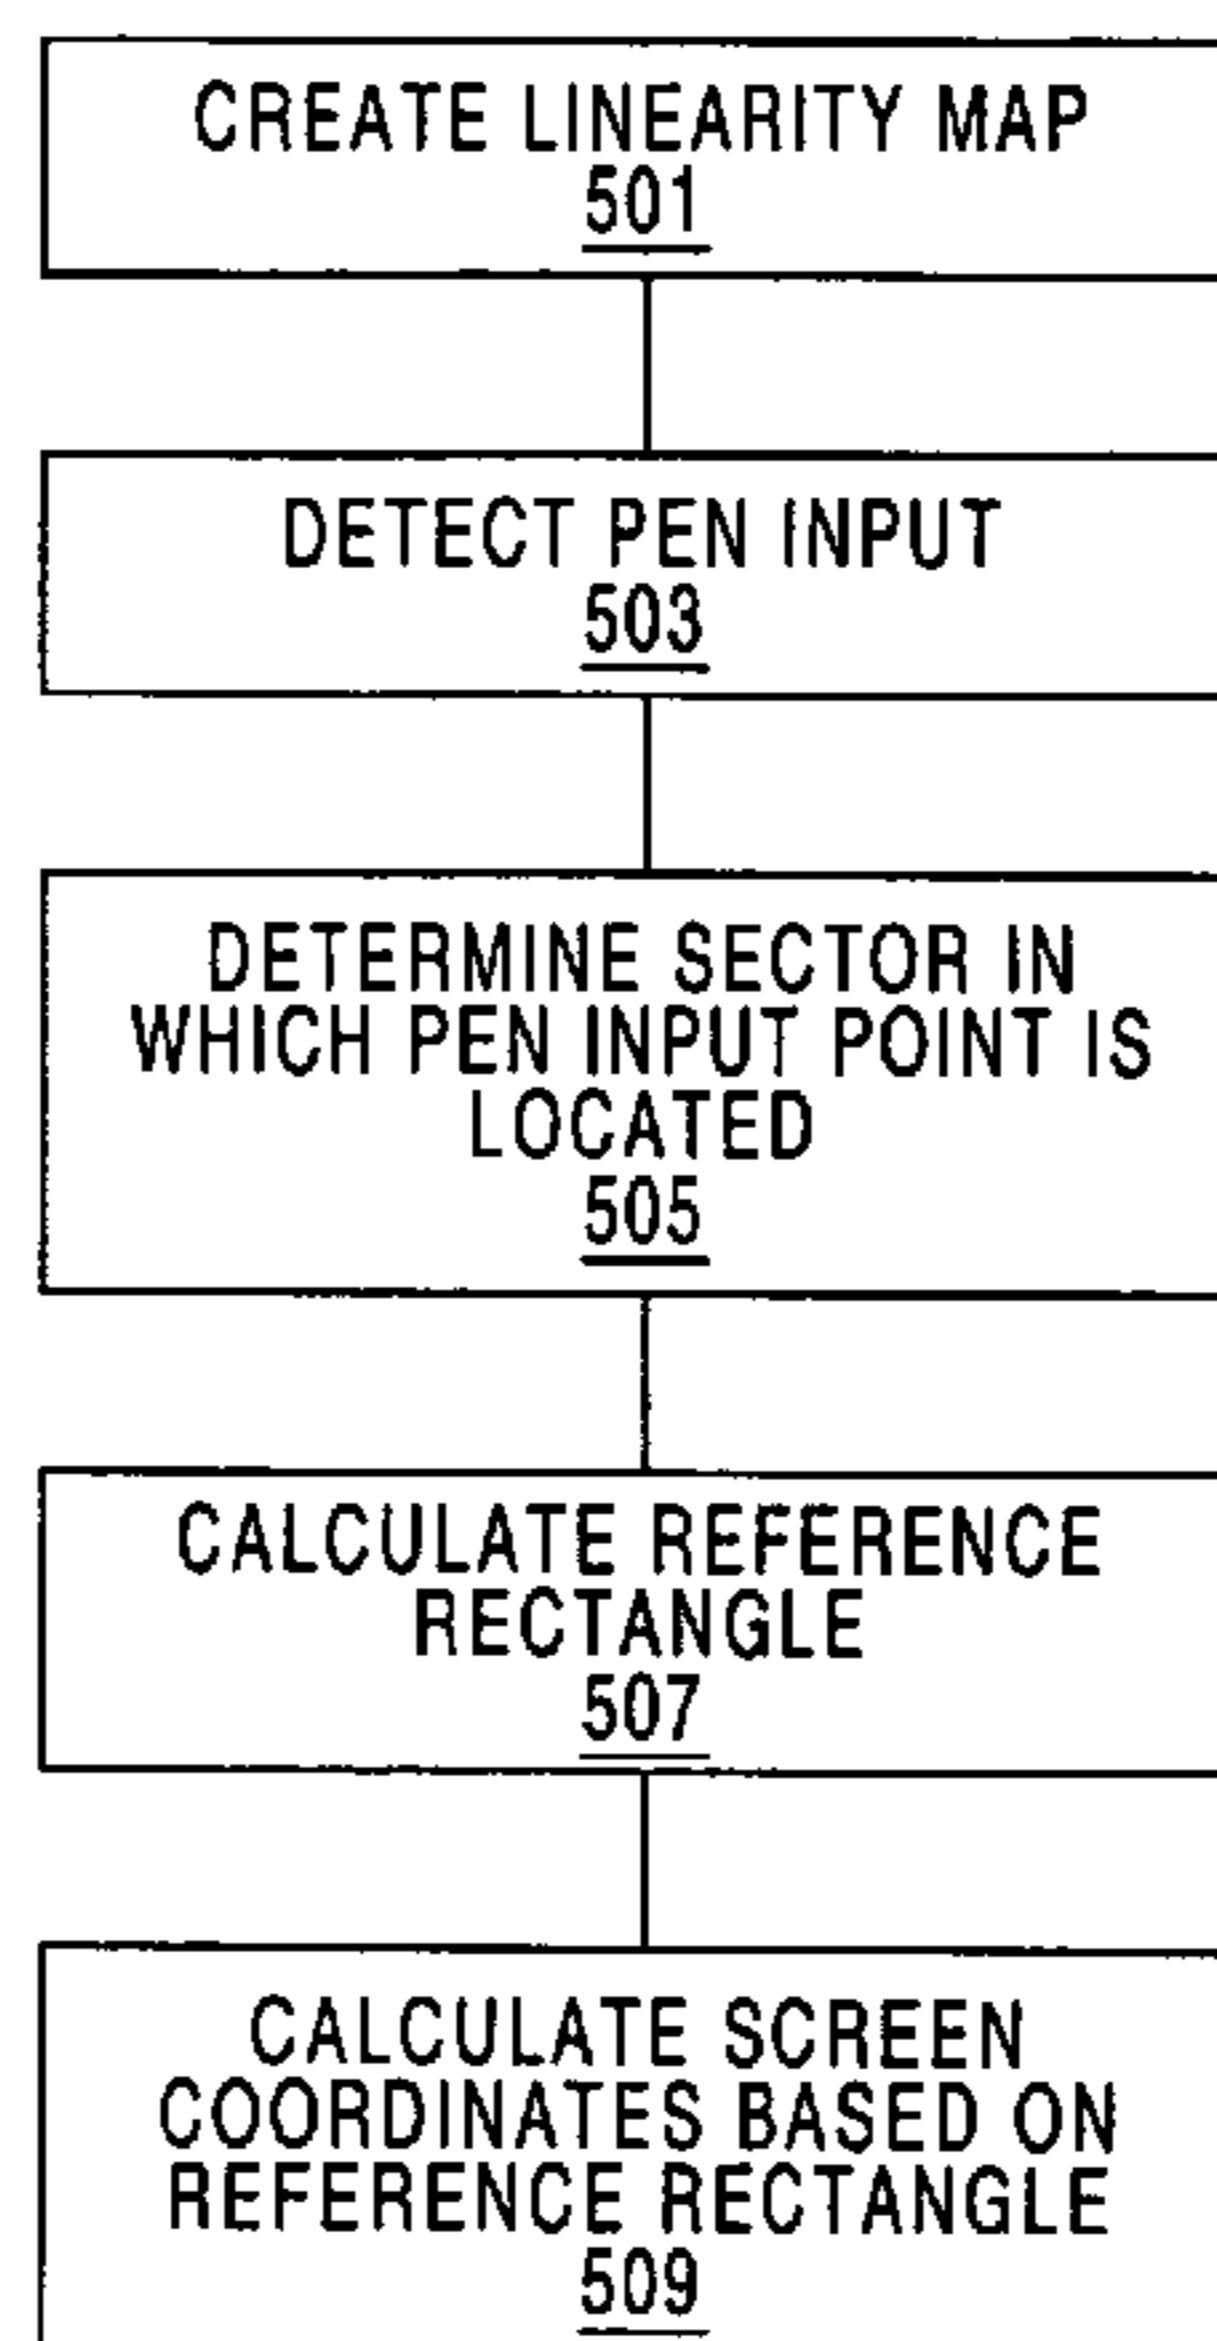 CREATE LINEARITY MAP
501
DETECT PEN INPUT
503
DETERMINE SECTOR IN
WHICH PEN INPUT POINT IS
LOCATED
505
CALCULATE REFERENCE
RECTANGLE
507
CALCULATE SCREEN
COORDINATES BASED ON
REFERENCE RECTANGLE
509